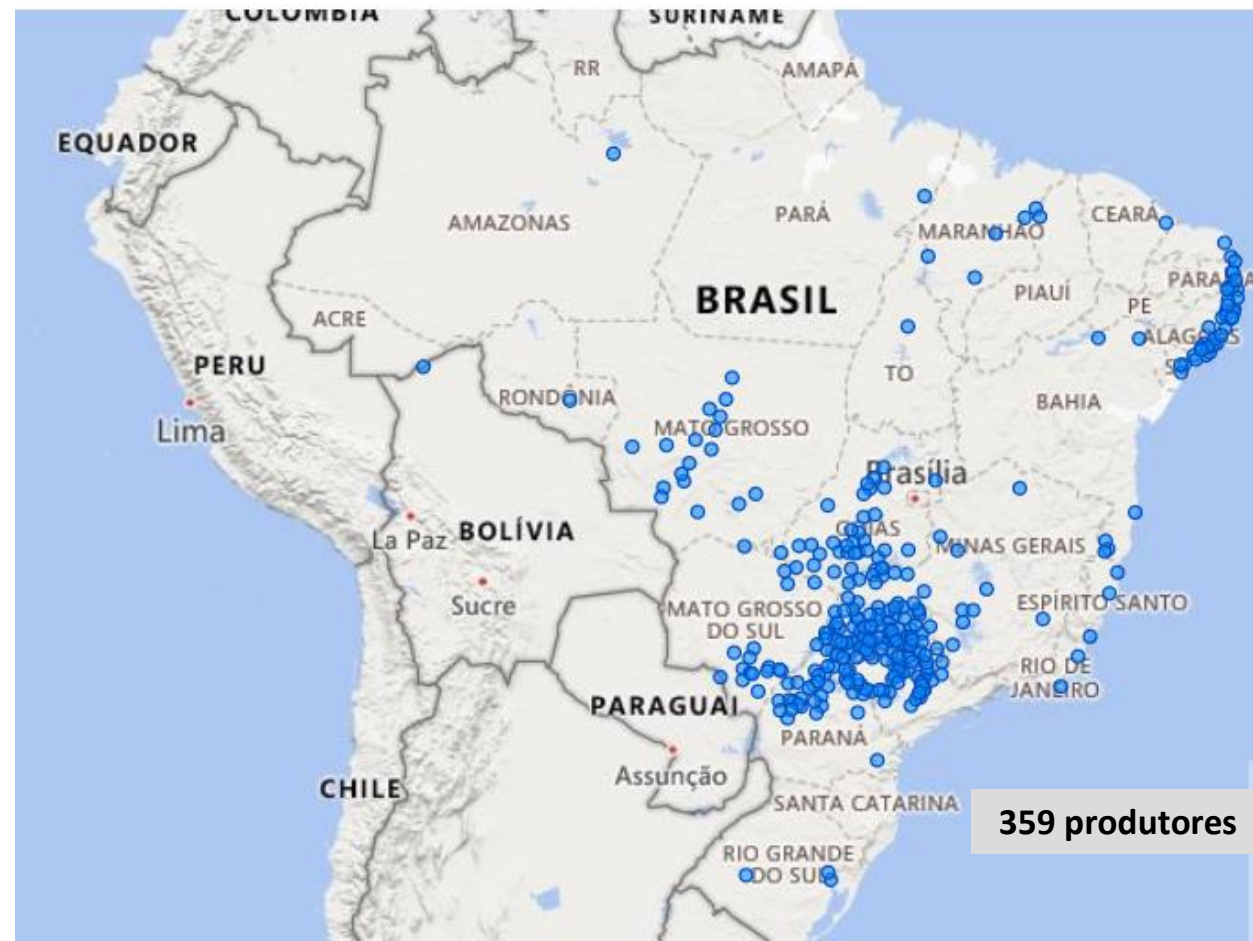 COLOMBIA
SURINAME
RR
AMAPÁ
EQUADOR
AMAZONAS
PARÁ
MARANHÃO
CEARÁ
BRASIL
PIAUÍ
PE
ACRE
ALAGOAS
PERU
TO
RONDÔNIA
BAHIA
Lima
MATO GROSSO
Brasília
La Paz
BOLÍVIA
GOIÁS
MINAS GERAIS
Sucre
MATO GROSSO
DO SUL
ESPÍRITO SANTO
RIO DE
JANEIRO
PARAGUAI
PARANÁ
Assunção
CHILE
SANTA CATARINA
359 produtores
RIO GRANDE
DO SUL